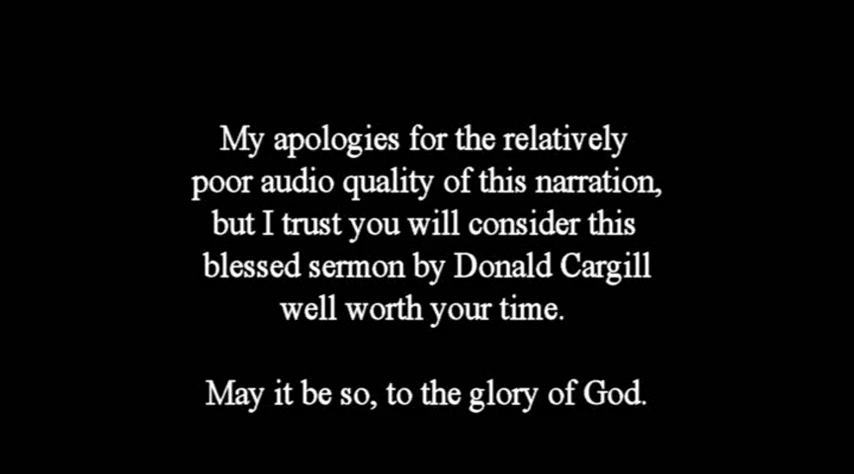 My apologies for the relatively
poor audio quality of this narration,
but I trust you will consider this
blessed sermon by Donald Cargill
well worth your time.
May it be so, to the glory of God.